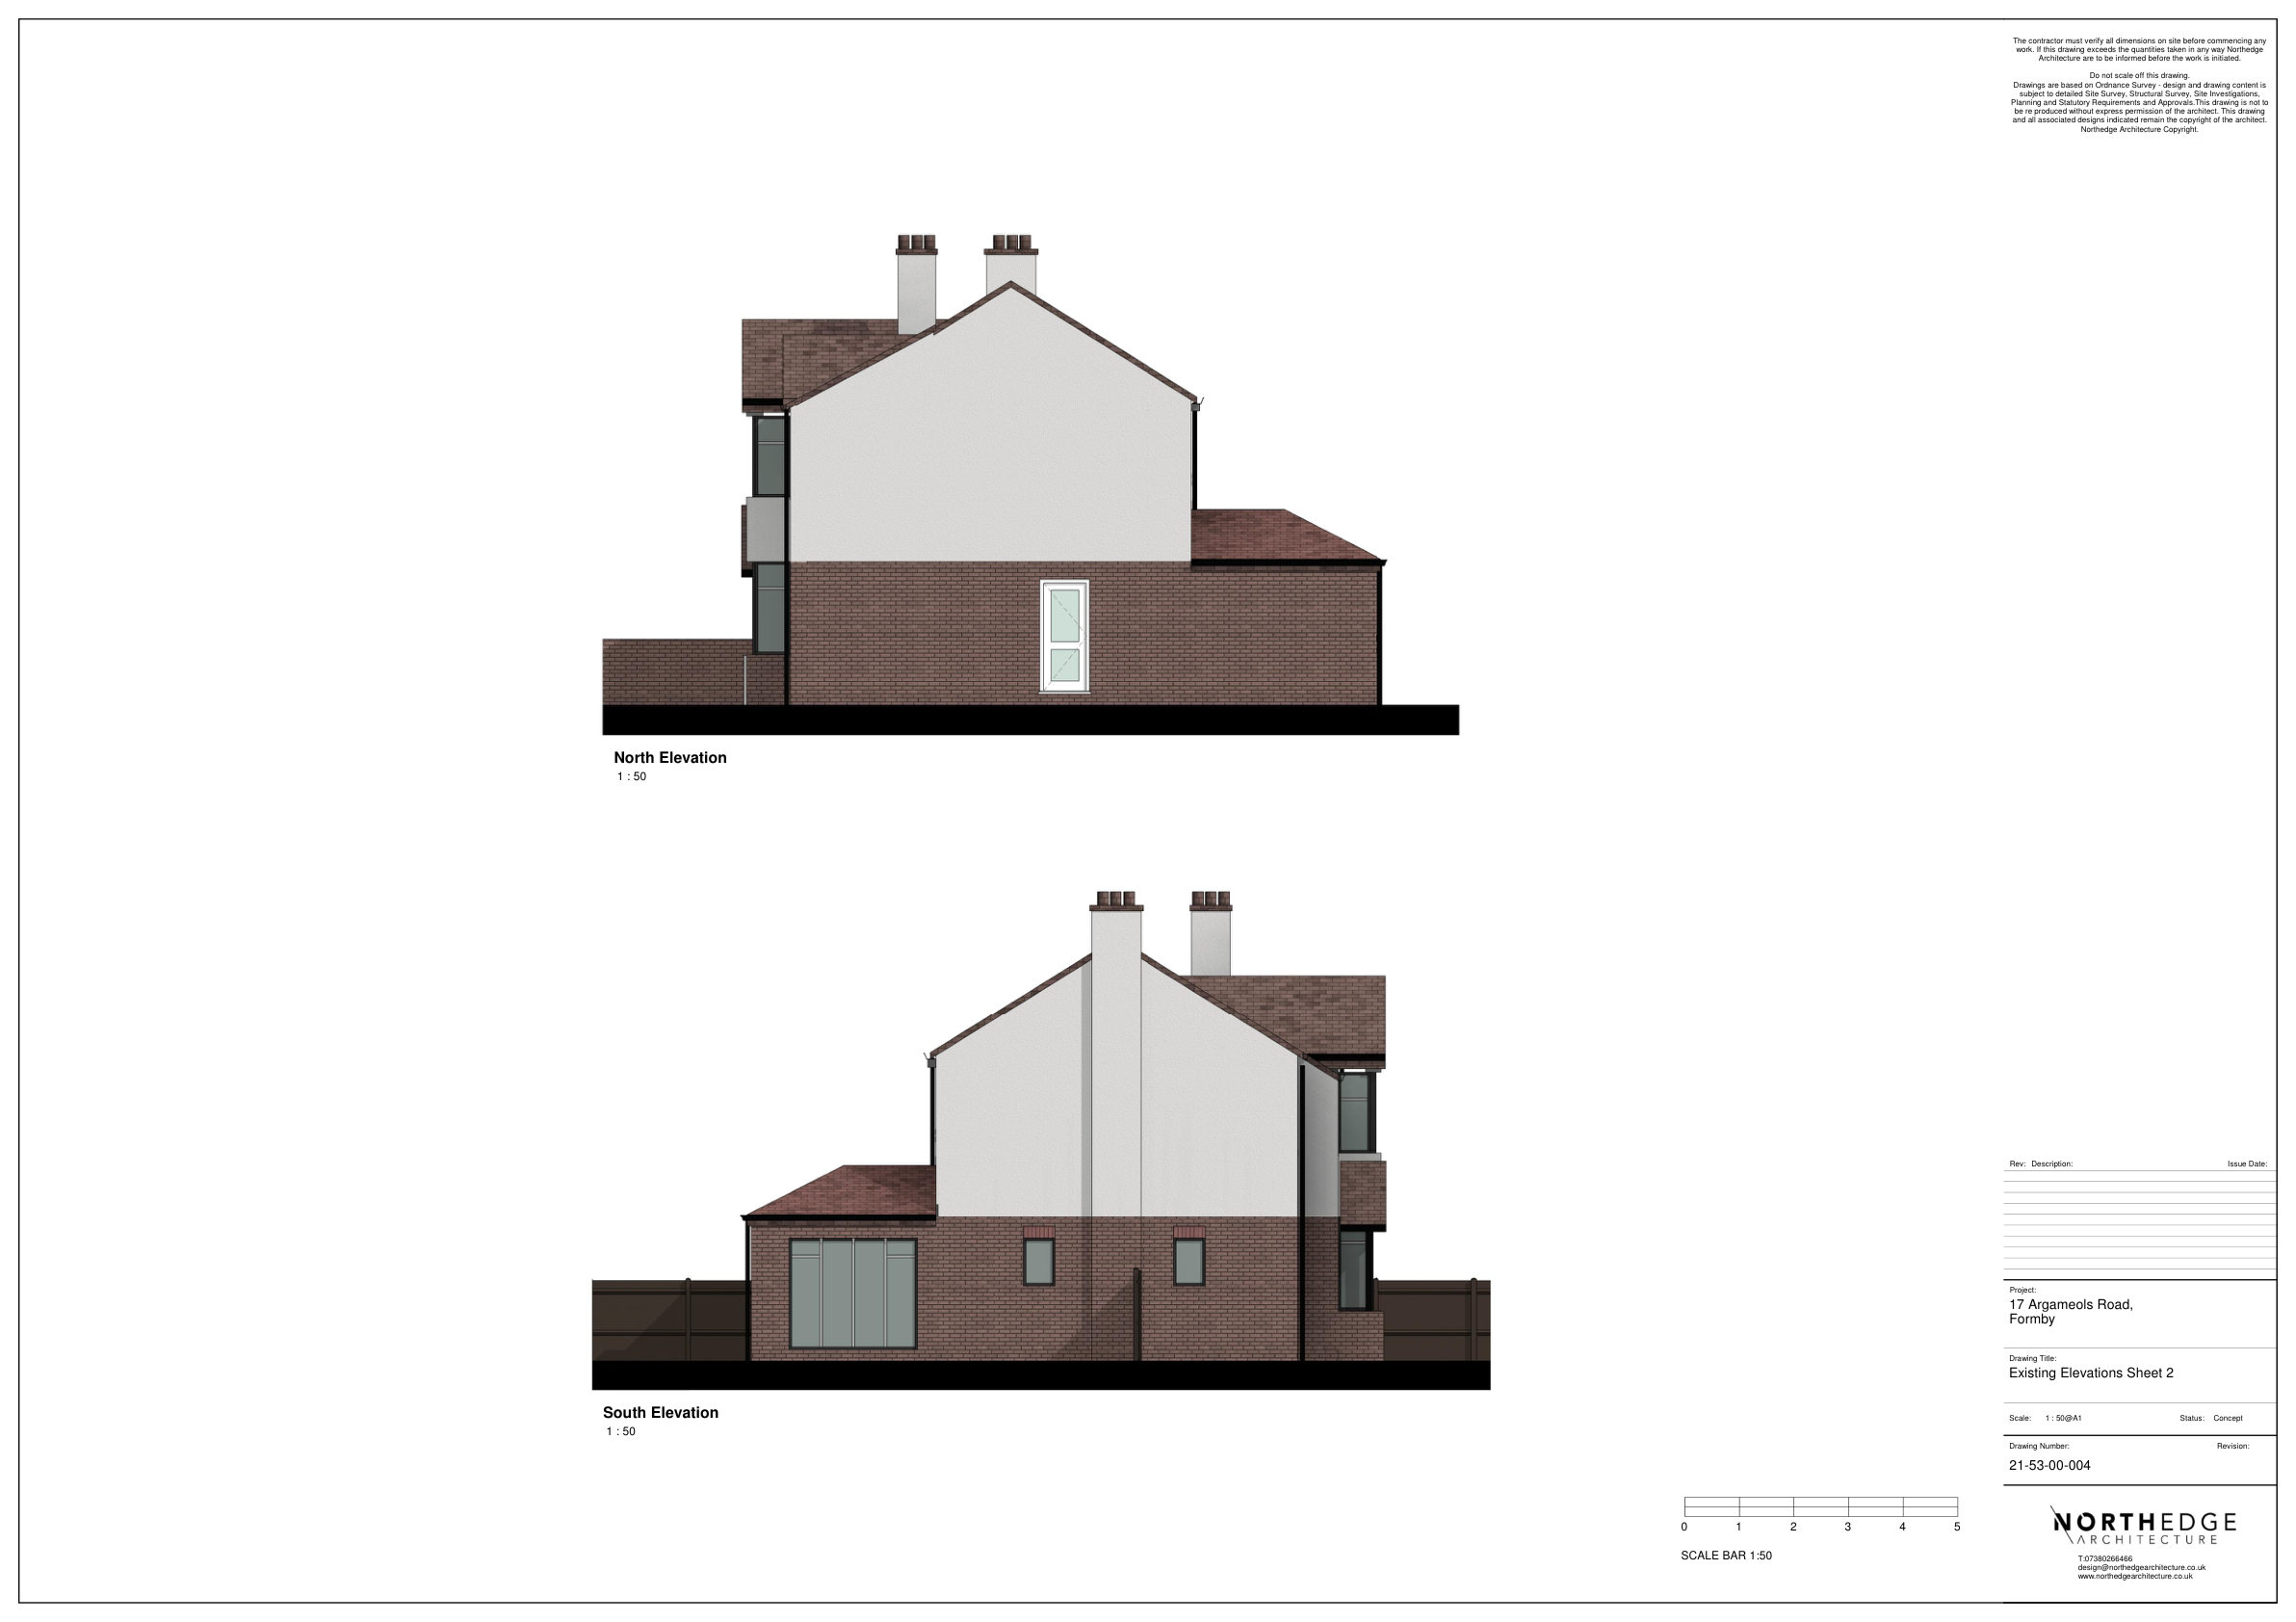 The contractor must verify all dimensions on site before commencing any
work. If this drawing exceeds the quantities taken in any way Northedge
Architecture are to be informed before the work is initiated.
Do not scale off this drawing.
Drawings are based on Ordnance Survey - design and drawing content is
subject to detailed Site Survey, Structural Survey, Site Investigations,
Planning and Statutory Requirements and Approvals.This drawing is not to
be re produced without express permission of the architect. This drawing
and all associated designs indicated remain the copyright of the architect.
Northedge Architecture Copyright.
North Elevation
1 : 50
South Elevation
1 : 50
0 1 2 3 4 5
SCALE BAR 1:50
Rev: Description: Issue Date:
Project:
17 Argameols Road,
Formby
Drawing Title:
Existing Elevations Sheet 2
Scale: 1 : 50@A1 Status: Concept
Drawing Number: Revision:
21-53-00-004
NORTHEDGE
ARCHITECTURE
T:07380266466
design@northedgearchitecture.co.uk
www.northedgearchitecture.co.uk